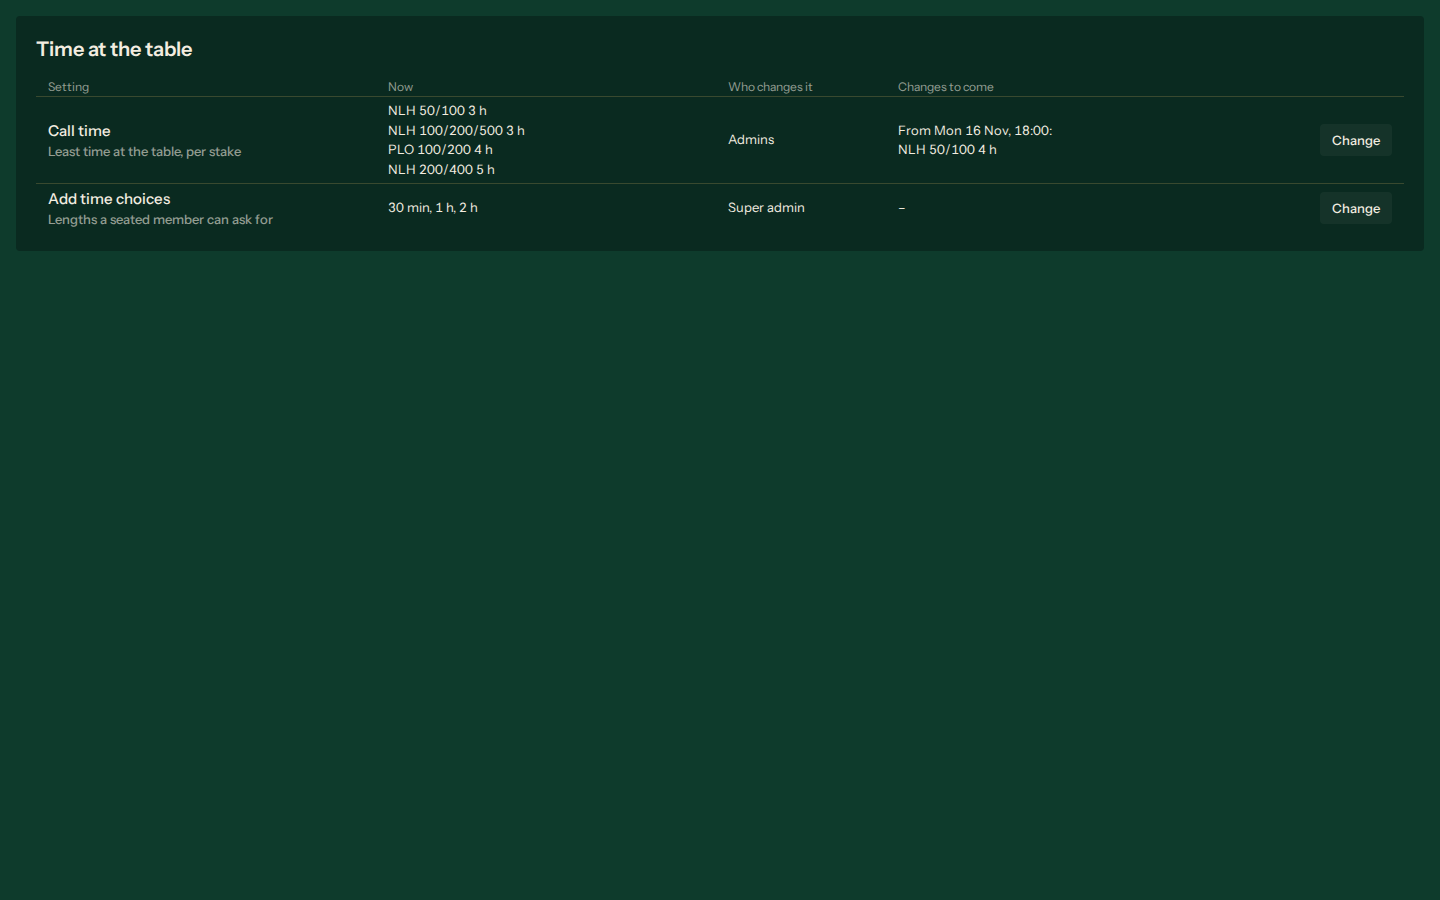 Time at the table
Setting Now Who changes it Changes to come
Call time
Least time at the table, per stake
NLH 50/100 3 h
NLH 100/200/500 3 h
PLO 100/200 4 h
NLH 200/400 5 h
Admins
From Mon 16 Nov, 18:00:
NLH 50/100 4 h
Change
Add time choices
Lengths a seated member can ask for
30 min, 1 h, 2 h
Super admin
–
Change